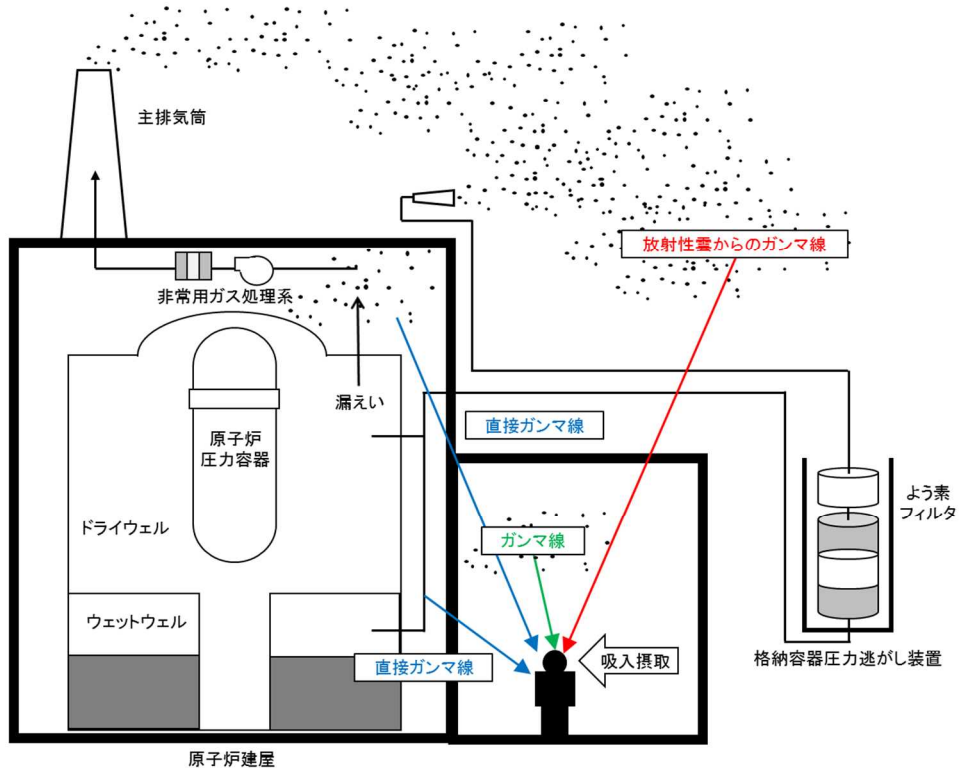 主排気筒
放射性雲からのガンマ線
非常用ガス処理系
漏えい
直接ガンマ線
原子炉
圧力容器
よう素
フィルタ
ドライウェル
ガンマ線
ウェットウェル
直接ガンマ線
吸入摂取
格納容器圧力逃がし装置
原子炉建屋